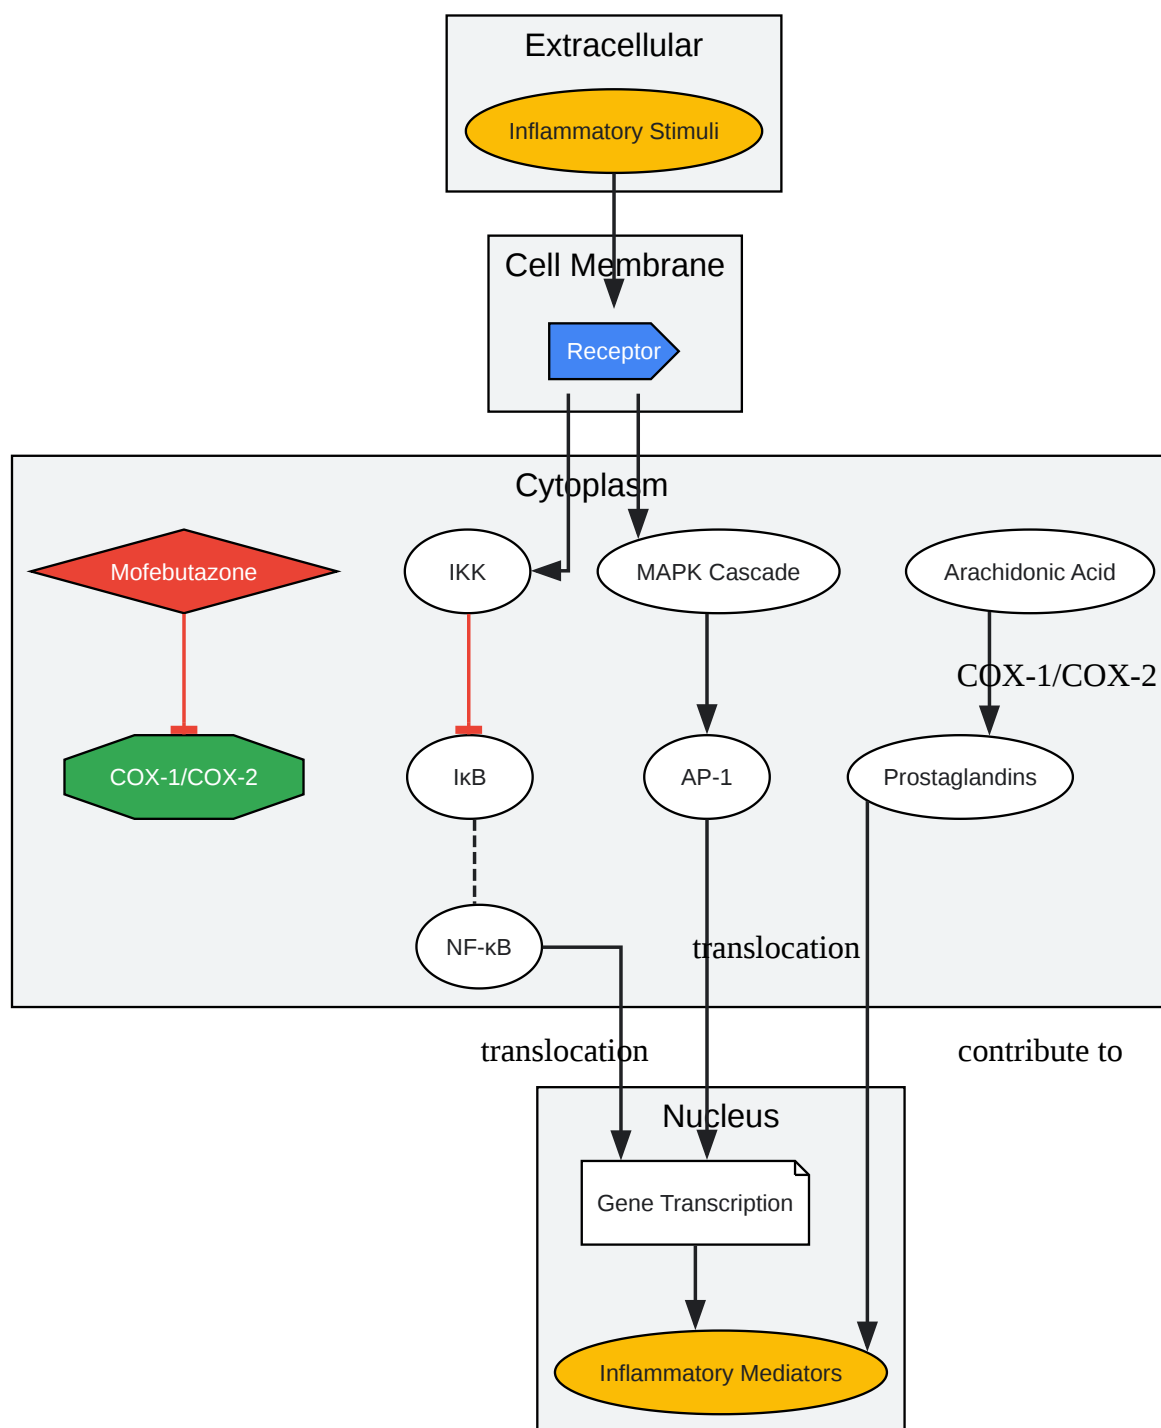 Extracellular
Inflammatory Stimuli
Cell Membrane
Receptor
Cytoplasm
Mofebutazone
IKK
MAPK Cascade
Arachidonic Acid
COX-1/COX-2
COX-1/COX-2
IκB
AP-1
Prostaglandins
NF-κB
translocation
translocation
contribute to
Nucleus
Gene Transcription
Inflammatory Mediators